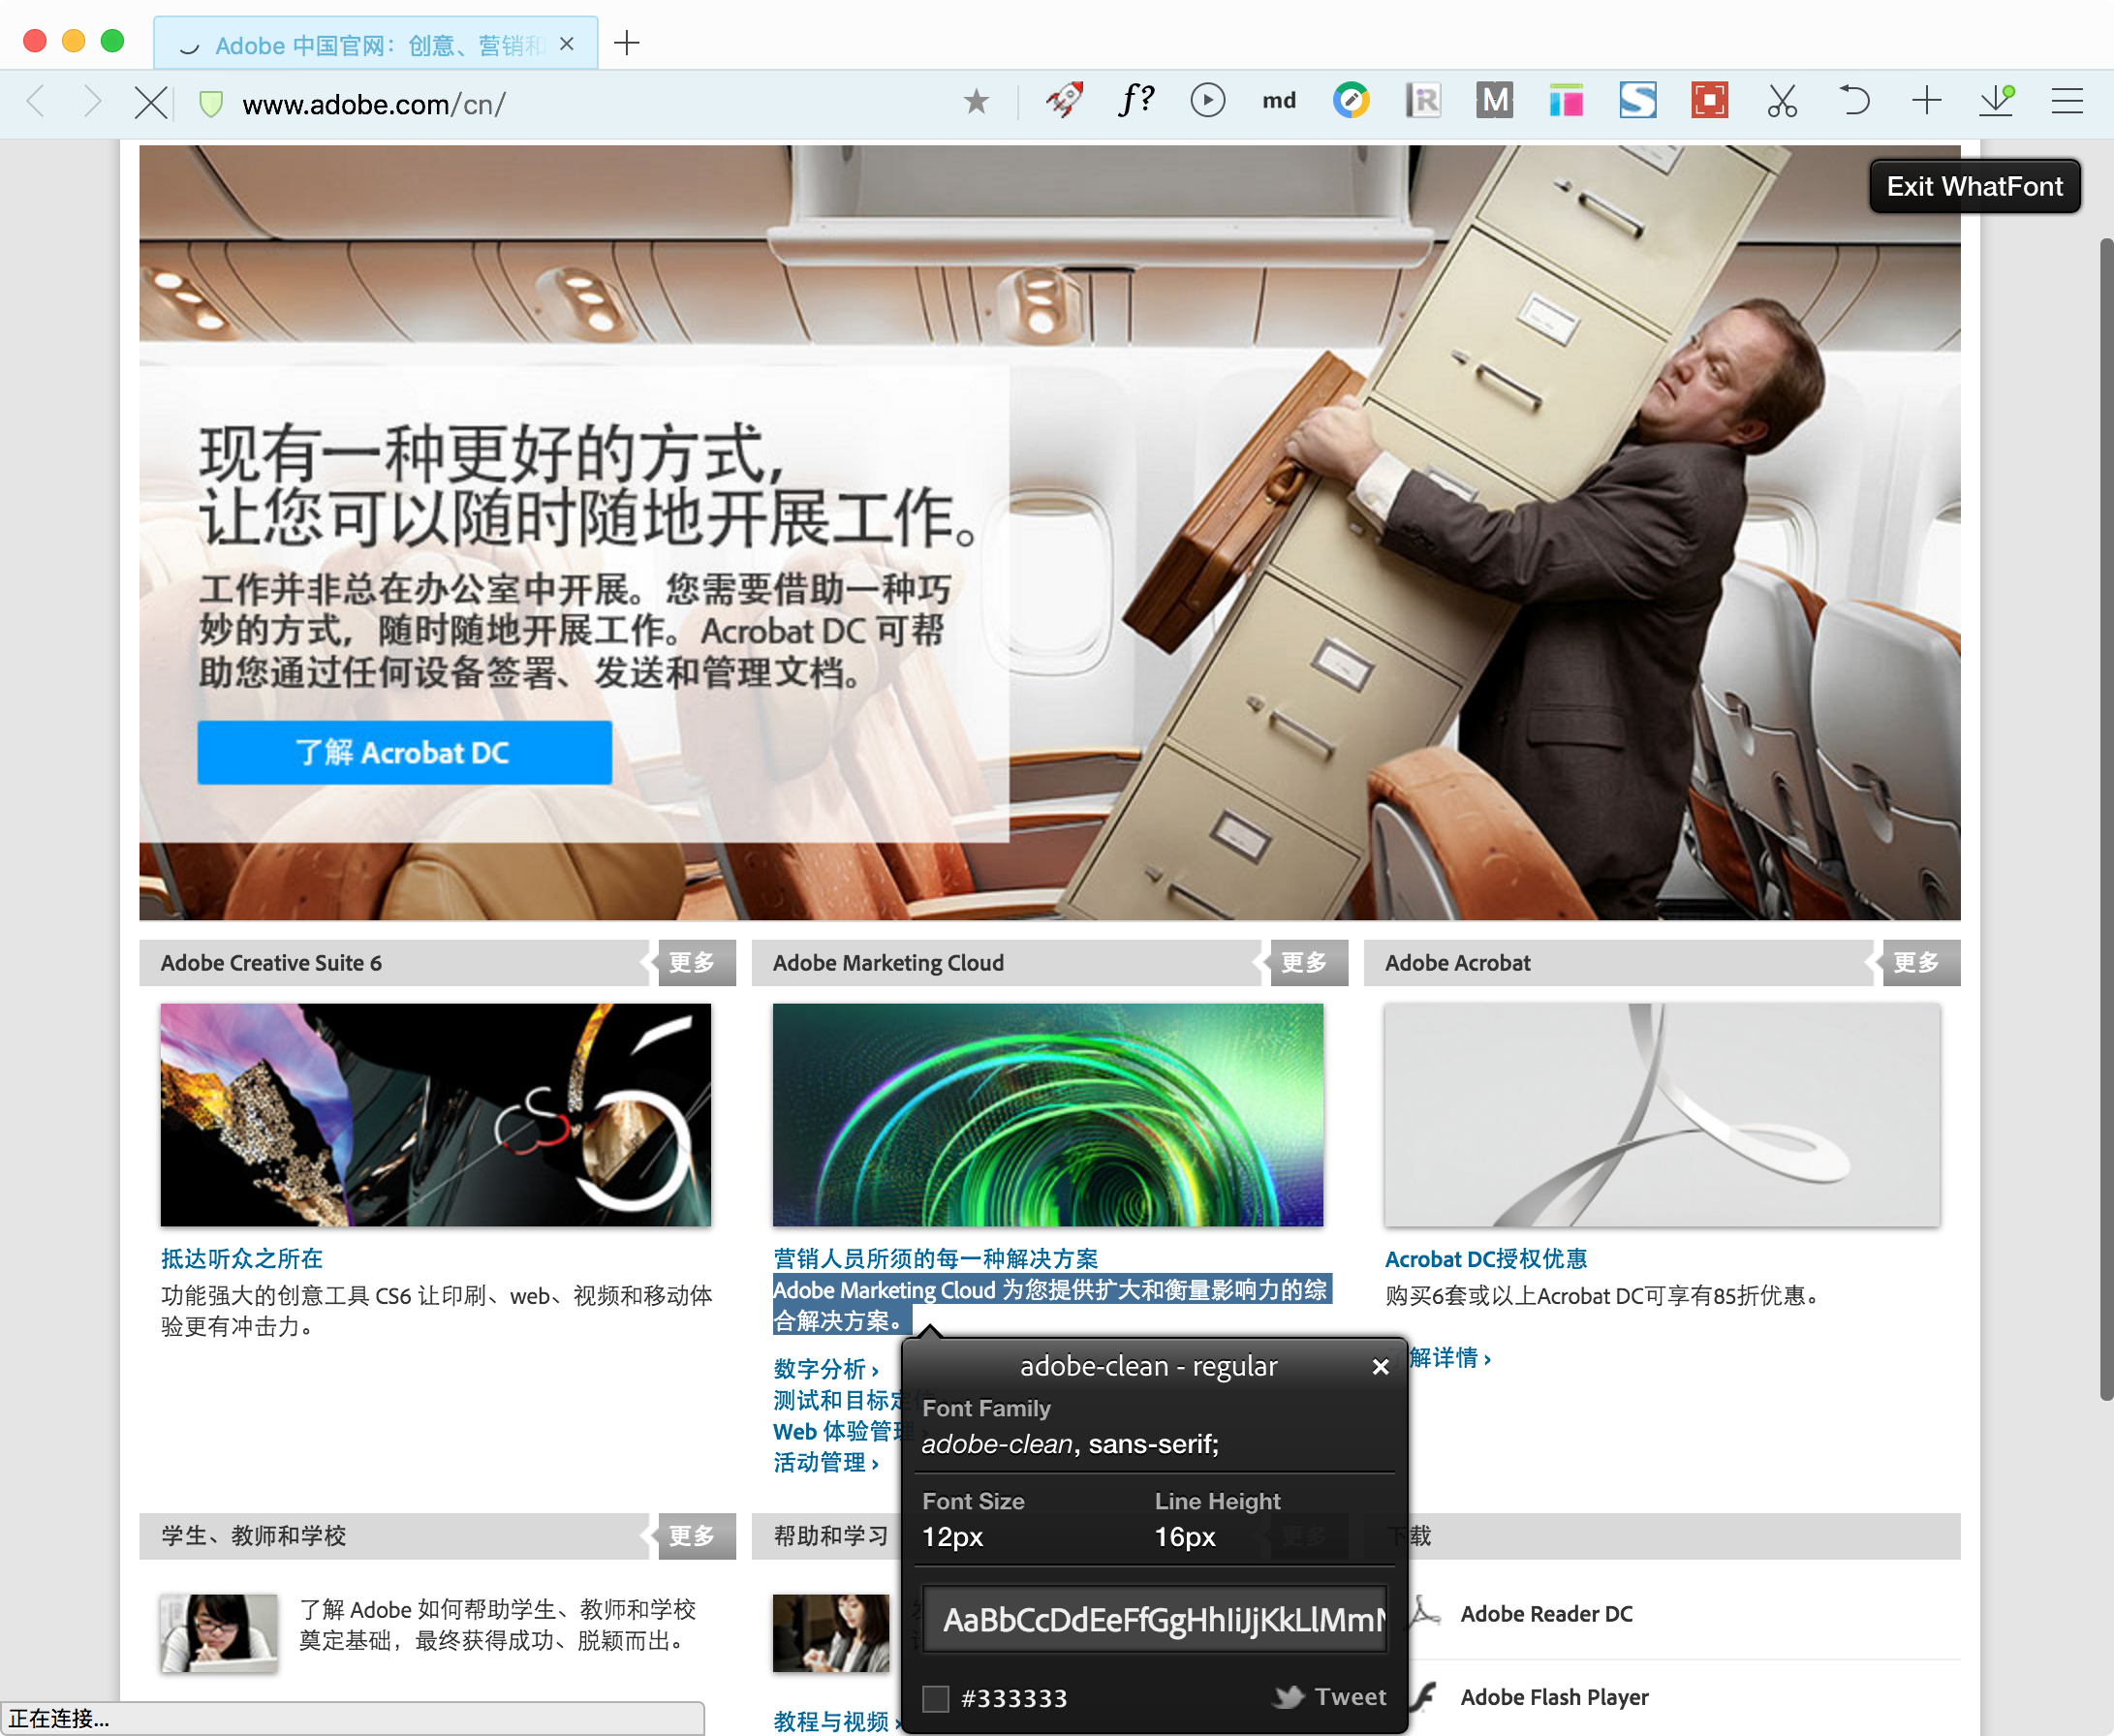 Adobe 中国官网：创意、营销和
www.adobe.com/cn/
f?
md
R
M
S
Exit WhatFont
现有一种更好的方式，
让您可以随时随地开展工作。
工作并非总在办公室中开展。您需要借助一种巧
妙的方式，随时随地开展工作。Acrobat DC 可帮
助您通过任何设备签署、发送和管理文档。
了解 Acrobat DC
Adobe Creative Suite 6
更多
Adobe Marketing Cloud
更多
Adobe Acrobat
更多
CS6
抵达听众之所在
功能强大的创意工具 CS6 让印刷、web、视频和移动体
验更有冲击力。
营销人员所须的每一种解决方案
Adobe Marketing Cloud 为您提供扩大和衡量影响力的综
合解决方案。
数字分析 ›
测试和目标定位
Web 体验管理 ›
活动管理 ›
Acrobat DC授权优惠
购买6套或以上Acrobat DC可享有85折优惠。
了解详情 ›
adobe-clean - regular
Font Family
adobe-clean, sans-serif;
Font Size
Line Height
12px
16px
AaBbCcDdEeFfGgHhIiJjKkLlMmN
#333333
Tweet
学生、教师和学校
更多
帮助和学习
更多
下载
了解 Adobe 如何帮助学生、教师和学校
奠定基础，最终获得成功、脱颖而出。
教程与视频 ›
Adobe Reader DC
Adobe Flash Player
正在连接...